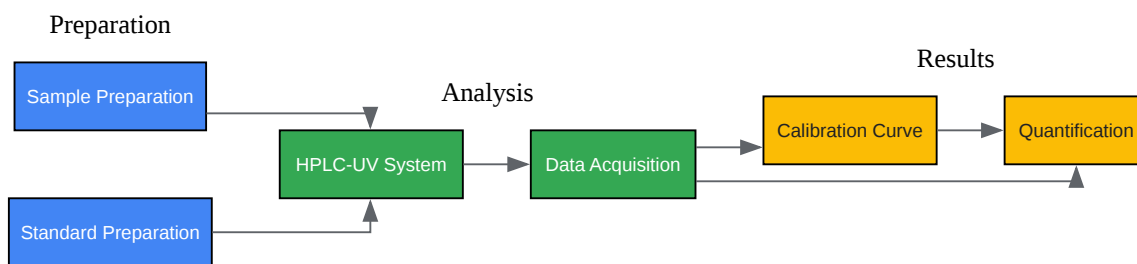 Preparation
Sample Preparation
Standard Preparation
Analysis
HPLC-UV System
Data Acquisition
Results
Calibration Curve
Quantification